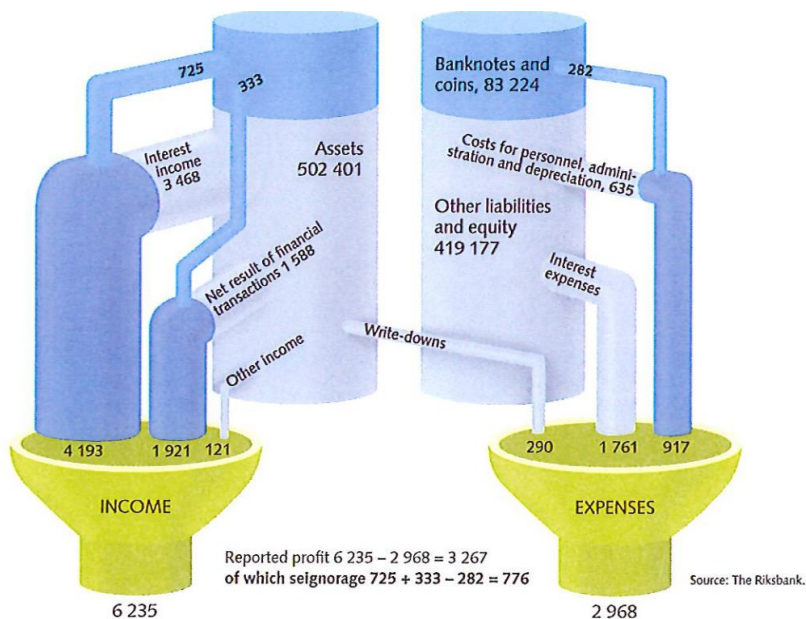 725
333
Banknotes and
coins, 83 224
282
Interest
income
3 468
Assets
502 401
Costs for personnel, admini-
stration and depreciation, 635
Other liabilities
and equity
419 177
Net result of financial
transactions 1 588
Interest
expenses
Other income
Write-downs
4 193
1 921
121
290
1 761
917
INCOME
EXPENSES
Reported profit 6 235 – 2 968 = 3 267
of which seignorage 725 + 333 – 282 = 776
Source: The Riksbank.
6 235
2 968